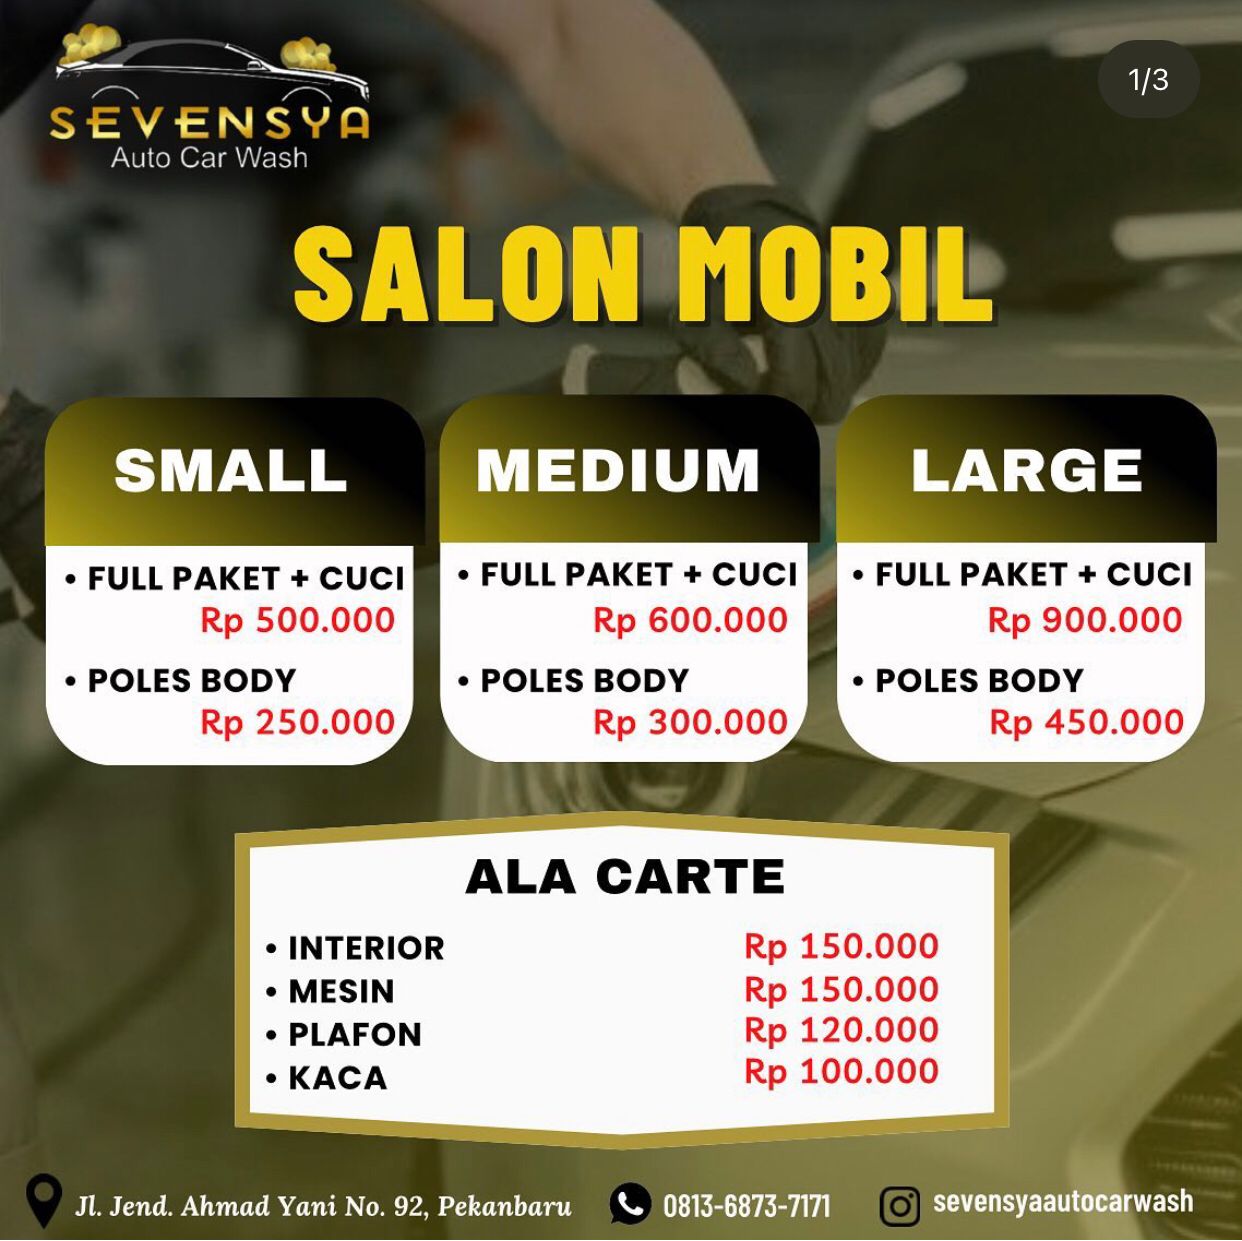 SEVENSYA
Auto Car Wash
1/3
SALON MOBIL
SMALL
• FULL PAKET + CUCI
Rp 500.000
• POLES BODY
Rp 250.000
MEDIUM
• FULL PAKET + CUCI
Rp 600.000
• POLES BODY
Rp 300.000
LARGE
• FULL PAKET + CUCI
Rp 900.000
• POLES BODY
Rp 450.000
ALA CARTE
• INTERIOR Rp 150.000
• MESIN Rp 150.000
• PLAFON Rp 120.000
• KACA Rp 100.000
Jl. Jend. Ahmad Yani No. 92, Pekanbaru 0813-6873-7171 sevensyaautocarwash